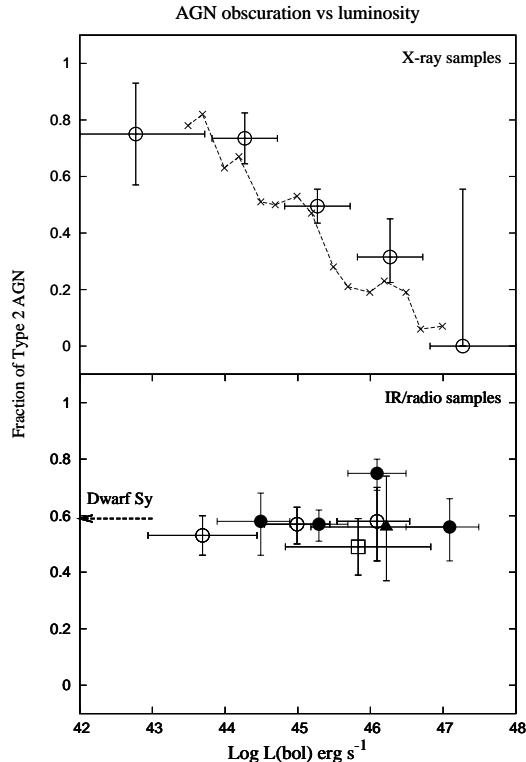 AGN obscuration vs luminosity
X-ray samples
1
0.8
0.6
0.4
0.2
0
Fraction of Type 2 AGN
IR/radio samples
1
0.8
Dwarf Sy
0.6
0.4
0.2
0
42 43 44 45 46 47 48
Log L(bol) erg s⁻¹